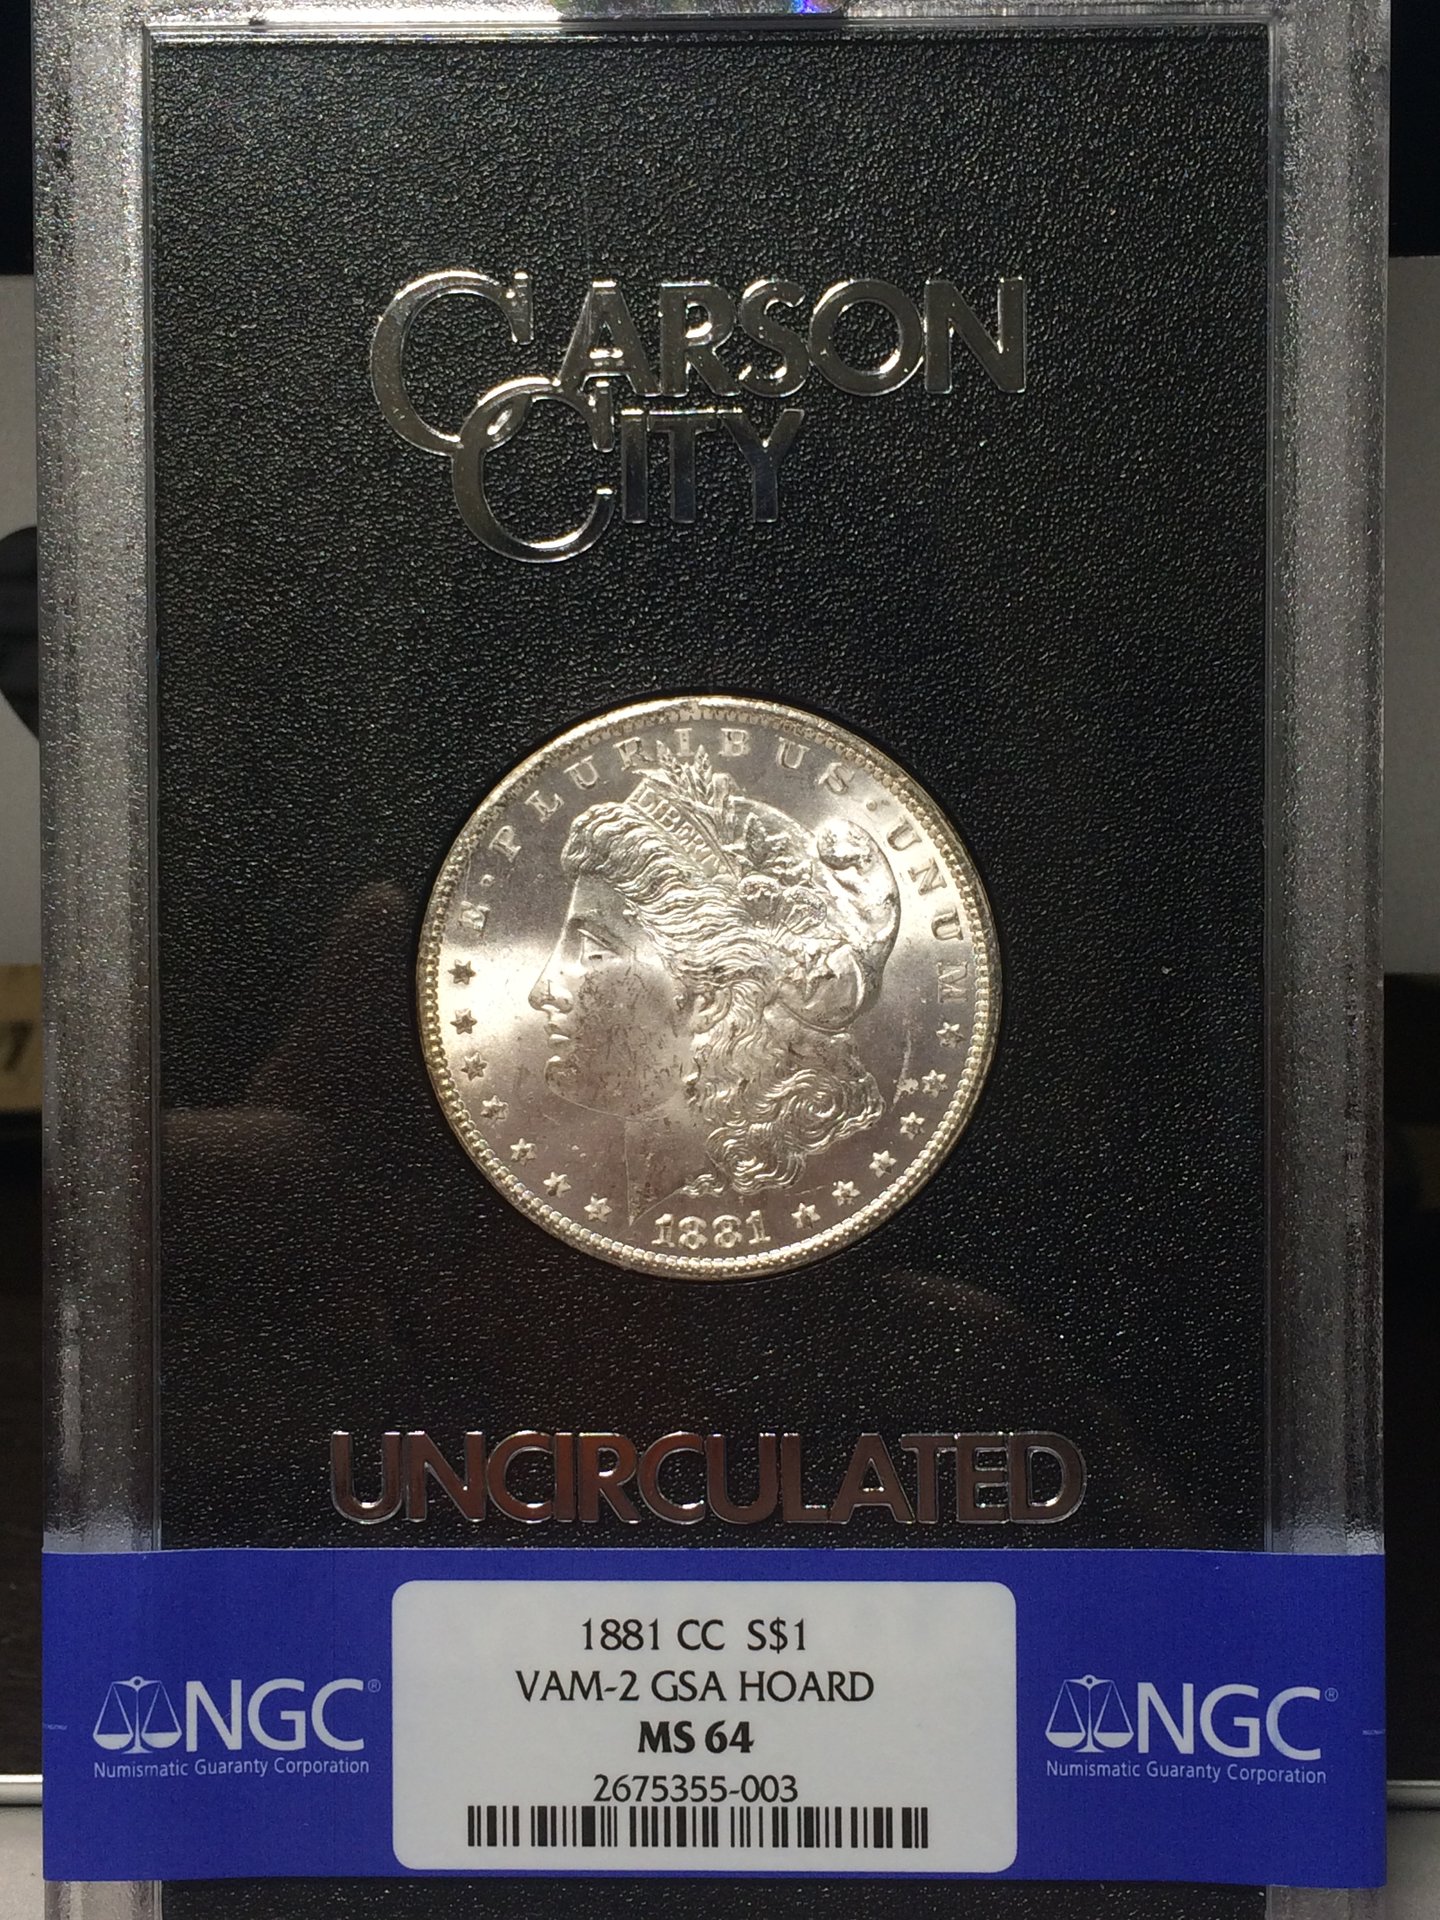 CARSON
CITY
E·PLURIBUS·UNUM
LIBERTY
1881
UNCIRCULATED
1881 CC S$1
VAM-2 GSA HOARD
MS 64
2675355-003
NGC®
Numismatic Guaranty Corporation
NGC®
Numismatic Guaranty Corporation